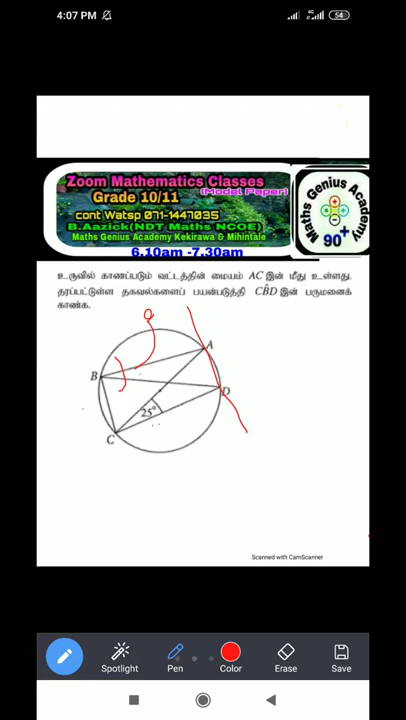 4:07 PM
4G
54
Zoom Mathematics Classes
Grade 10/11
(Model Paper)
cont Watsp 071-1447035
B.Aazick(NDT Maths NCOE)
Maths Genius Academy Kekirawa & Mihintale
6.10am -7.30am
Maths Genius Academy
90+
உருவில் காணப்படும் வட்டத்தின் மையம் AC இன் மீது உள்ளது.
தரப்பட்டுள்ள தகவல்களைப் பயன்படுத்தி CB̂D இன் பருமனைக்
காண்க.
A
B
D
25°
C
Scanned with CamScanner
Spotlight
Pen
Color
Erase
Save